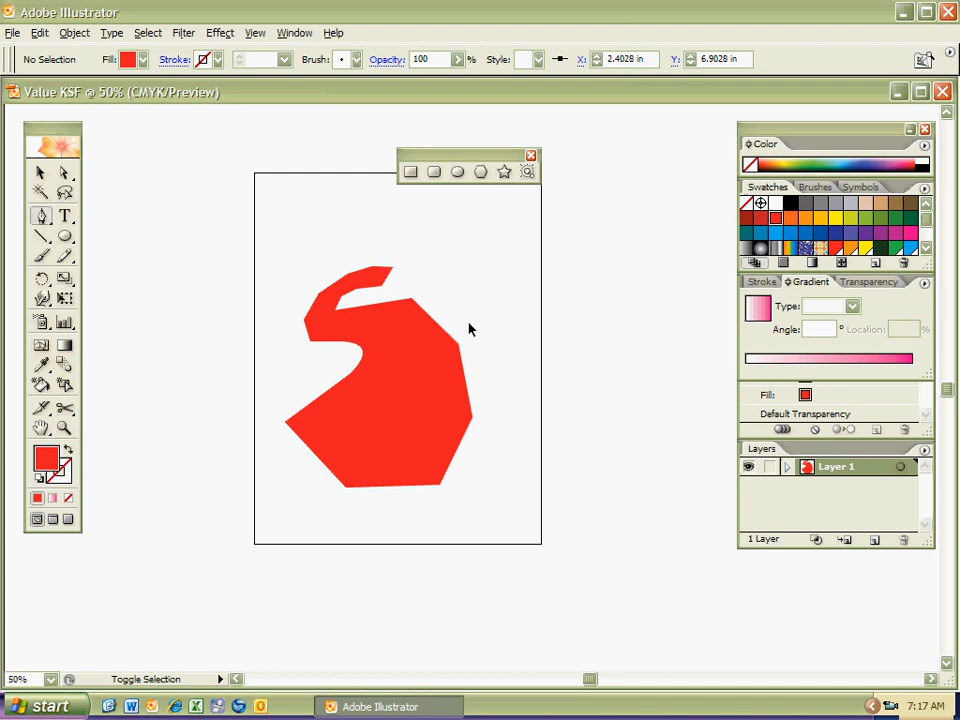 Adobe Illustrator
File Edit Object Type Select Filter Effect View Window Help
No Selection Fill: Stroke: Brush: Opacity: 100 % Style: X: 2.4028 in Y: 6.9028 in
Value KSF @ 50% (CMYK/Preview)
Color
Swatches Brushes Symbols
Stroke Gradient Transparency
Type:
Angle: ° Location: %
Fill:
Default Transparency
Layers
Layer 1
1 Layer
50% Toggle Selection
start Adobe Illustrator 7:17 AM